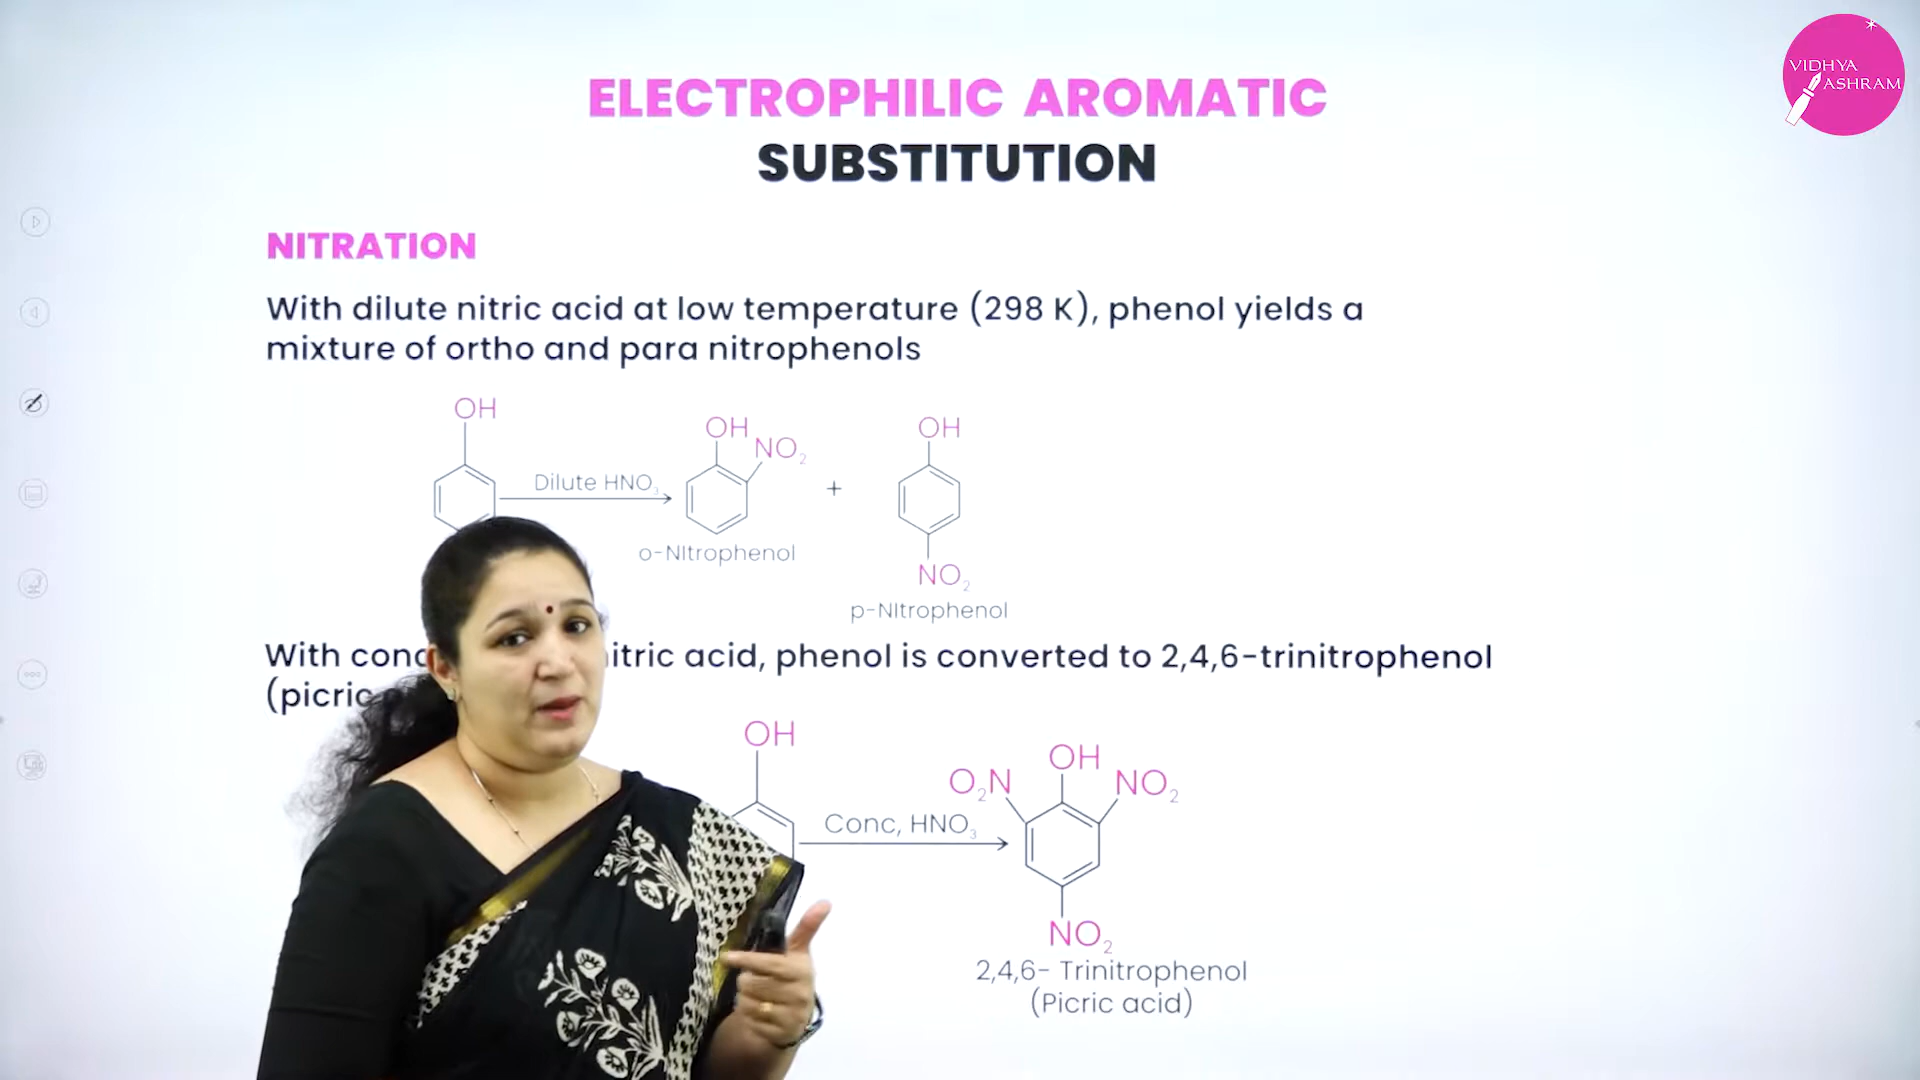 VIDHYA
ASHRAM
ELECTROPHILIC AROMATIC
SUBSTITUTION
NITRATION
With dilute nitric acid at low temperature (298 K), phenol yields a
mixture of ortho and para nitrophenols
OH
OH
NO2
OH
Dilute HNO3
+
o-NItrophenol
NO2
p-NItrophenol
With conc itric acid, phenol is converted to 2,4,6-trinitrophenol
(picric
OH
OH
O2N
NO2
Conc, HNO3
NO2
2,4,6- Trinitrophenol
(Picric acid)